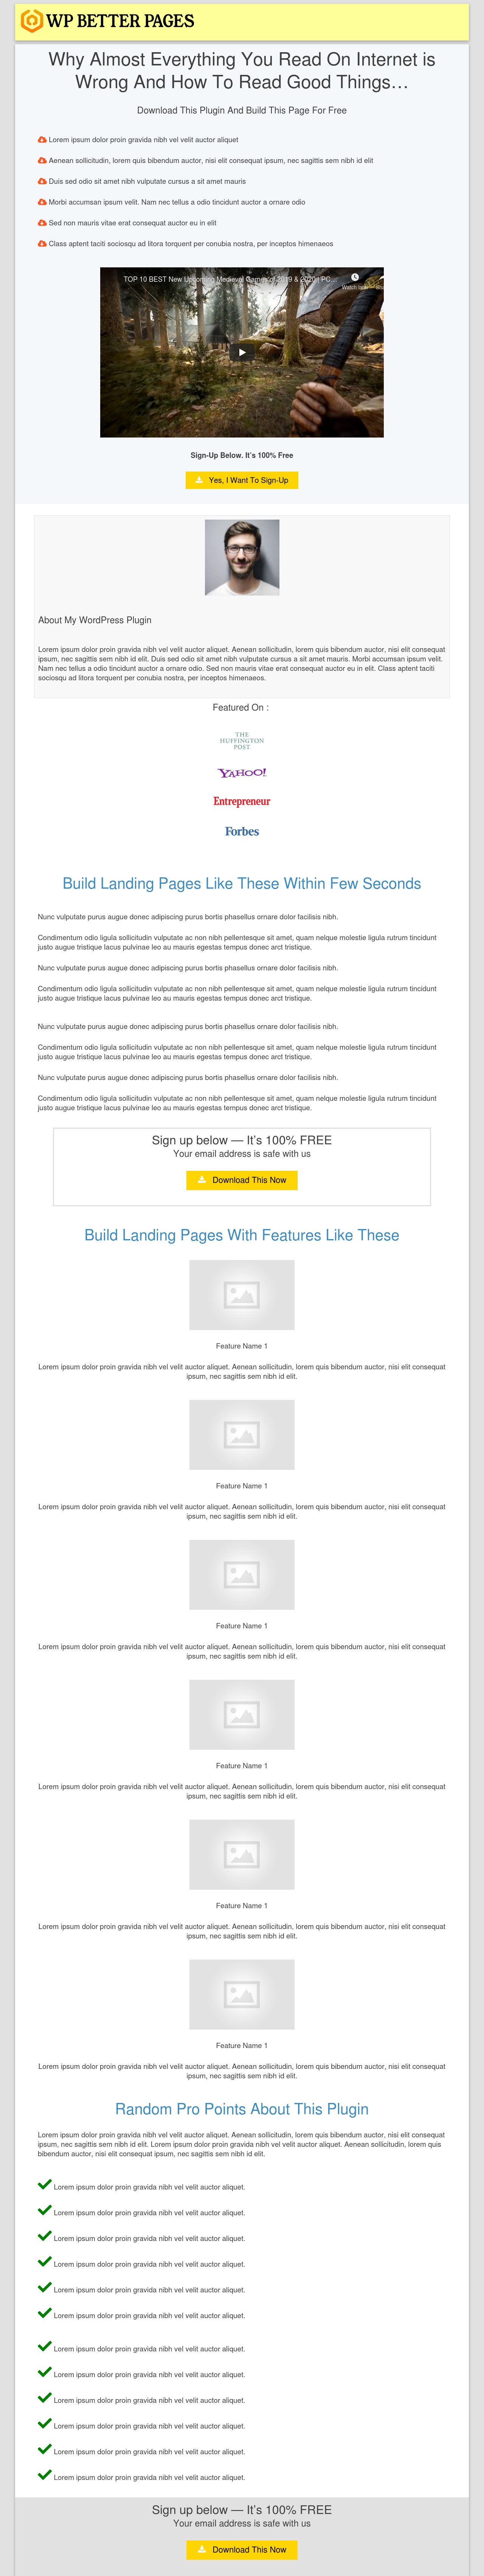 WP BETTER PAGES
Why Almost Everything You Read On Internet is
Wrong And How To Read Good Things…
Download This Plugin And Build This Page For Free
Lorem ipsum dolor proin gravida nibh vel velit auctor aliquet
Aenean sollicitudin, lorem quis bibendum auctor, nisi elit consequat ipsum, nec sagittis sem nibh id elit
Duis sed odio sit amet nibh vulputate cursus a sit amet mauris
Morbi accumsan ipsum velit. Nam nec tellus a odio tincidunt auctor a ornare odio
Sed non mauris vitae erat consequat auctor eu in elit
Class aptent taciti sociosqu ad litora torquent per conubia nostra, per inceptos himenaeos
TOP 10 BEST New Upcoming Medieval Games of 2019 & 2020 | PC,...
Watch later
Sign-Up Below. It's 100% Free
Yes, I Want To Sign-Up
About My WordPress Plugin
Lorem ipsum dolor proin gravida nibh vel velit auctor aliquet. Aenean sollicitudin, lorem quis bibendum auctor, nisi elit consequat
ipsum, nec sagittis sem nibh id elit. Duis sed odio sit amet nibh vulputate cursus a sit amet mauris. Morbi accumsan ipsum velit.
Nam nec tellus a odio tincidunt auctor a ornare odio. Sed non mauris vitae erat consequat auctor eu in elit. Class aptent taciti
sociosqu ad litora torquent per conubia nostra, per inceptos himenaeos.
Featured On :
THE
HUFFINGTON
POST
YAHOO!
Entrepreneur
Forbes
Build Landing Pages Like These Within Few Seconds
Nunc vulputate purus augue donec adipiscing purus bortis phasellus ornare dolor facilisis nibh.
Condimentum odio ligula sollicitudin vulputate ac non nibh pellentesque sit amet, quam nelque molestie ligula rutrum tincidunt
justo augue tristique lacus pulvinae leo au mauris egestas tempus donec arct tristique.
Nunc vulputate purus augue donec adipiscing purus bortis phasellus ornare dolor facilisis nibh.
Condimentum odio ligula sollicitudin vulputate ac non nibh pellentesque sit amet, quam nelque molestie ligula rutrum tincidunt
justo augue tristique lacus pulvinae leo au mauris egestas tempus donec arct tristique.
Nunc vulputate purus augue donec adipiscing purus bortis phasellus ornare dolor facilisis nibh.
Condimentum odio ligula sollicitudin vulputate ac non nibh pellentesque sit amet, quam nelque molestie ligula rutrum tincidunt
justo augue tristique lacus pulvinae leo au mauris egestas tempus donec arct tristique.
Nunc vulputate purus augue donec adipiscing purus bortis phasellus ornare dolor facilisis nibh.
Condimentum odio ligula sollicitudin vulputate ac non nibh pellentesque sit amet, quam nelque molestie ligula rutrum tincidunt
justo augue tristique lacus pulvinae leo au mauris egestas tempus donec arct tristique.
Sign up below — It's 100% FREE
Your email address is safe with us
Download This Now
Build Landing Pages With Features Like These
Feature Name 1
Lorem ipsum dolor proin gravida nibh vel velit auctor aliquet. Aenean sollicitudin, lorem quis bibendum auctor, nisi elit consequat
ipsum, nec sagittis sem nibh id elit.
Feature Name 1
Lorem ipsum dolor proin gravida nibh vel velit auctor aliquet. Aenean sollicitudin, lorem quis bibendum auctor, nisi elit consequat
ipsum, nec sagittis sem nibh id elit.
Feature Name 1
Lorem ipsum dolor proin gravida nibh vel velit auctor aliquet. Aenean sollicitudin, lorem quis bibendum auctor, nisi elit consequat
ipsum, nec sagittis sem nibh id elit.
Feature Name 1
Lorem ipsum dolor proin gravida nibh vel velit auctor aliquet. Aenean sollicitudin, lorem quis bibendum auctor, nisi elit consequat
ipsum, nec sagittis sem nibh id elit.
Feature Name 1
Lorem ipsum dolor proin gravida nibh vel velit auctor aliquet. Aenean sollicitudin, lorem quis bibendum auctor, nisi elit consequat
ipsum, nec sagittis sem nibh id elit.
Feature Name 1
Lorem ipsum dolor proin gravida nibh vel velit auctor aliquet. Aenean sollicitudin, lorem quis bibendum auctor, nisi elit consequat
ipsum, nec sagittis sem nibh id elit.
Random Pro Points About This Plugin
Lorem ipsum dolor proin gravida nibh vel velit auctor aliquet. Aenean sollicitudin, lorem quis bibendum auctor, nisi elit consequat
ipsum, nec sagittis sem nibh id elit. Lorem ipsum dolor proin gravida nibh vel velit auctor aliquet. Aenean sollicitudin, lorem quis
bibendum auctor, nisi elit consequat ipsum, nec sagittis sem nibh id elit.
Lorem ipsum dolor proin gravida nibh vel velit auctor aliquet.
Lorem ipsum dolor proin gravida nibh vel velit auctor aliquet.
Lorem ipsum dolor proin gravida nibh vel velit auctor aliquet.
Lorem ipsum dolor proin gravida nibh vel velit auctor aliquet.
Lorem ipsum dolor proin gravida nibh vel velit auctor aliquet.
Lorem ipsum dolor proin gravida nibh vel velit auctor aliquet.
Lorem ipsum dolor proin gravida nibh vel velit auctor aliquet.
Lorem ipsum dolor proin gravida nibh vel velit auctor aliquet.
Lorem ipsum dolor proin gravida nibh vel velit auctor aliquet.
Lorem ipsum dolor proin gravida nibh vel velit auctor aliquet.
Lorem ipsum dolor proin gravida nibh vel velit auctor aliquet.
Lorem ipsum dolor proin gravida nibh vel velit auctor aliquet.
Sign up below — It's 100% FREE
Your email address is safe with us
Download This Now